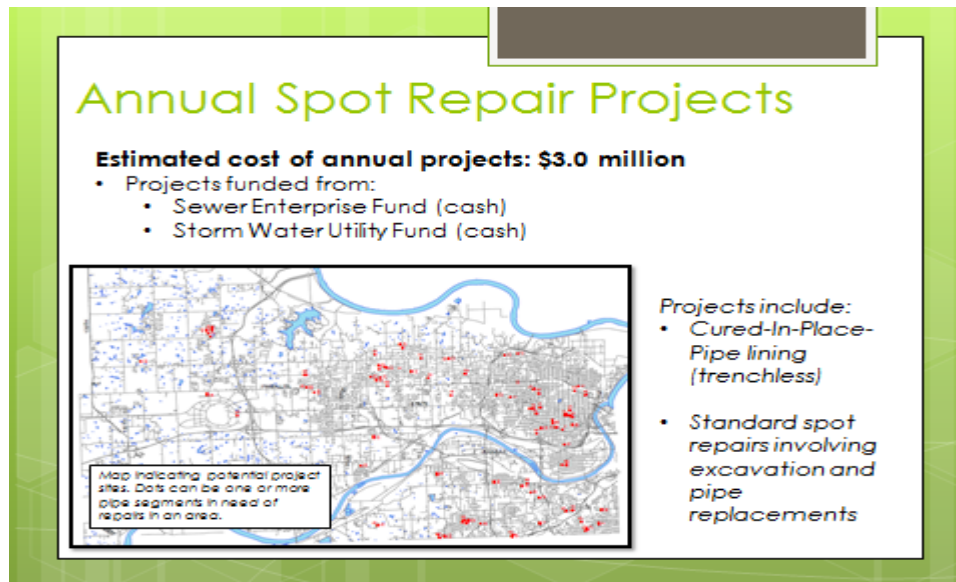 Annual Spot Repair Projects
Estimated cost of annual projects: $3.0 million
• Projects funded from:
• Sewer Enterprise Fund (cash)
• Storm Water Utility Fund (cash)
Projects include:
• Cured-In-Place-
Pipe lining
(trenchless)
• Standard spot
repairs involving
excavation and
pipe
replacements
Map indicating potential project
sites. Dots can be one or more
pipe segments in need of
repairs in an area.